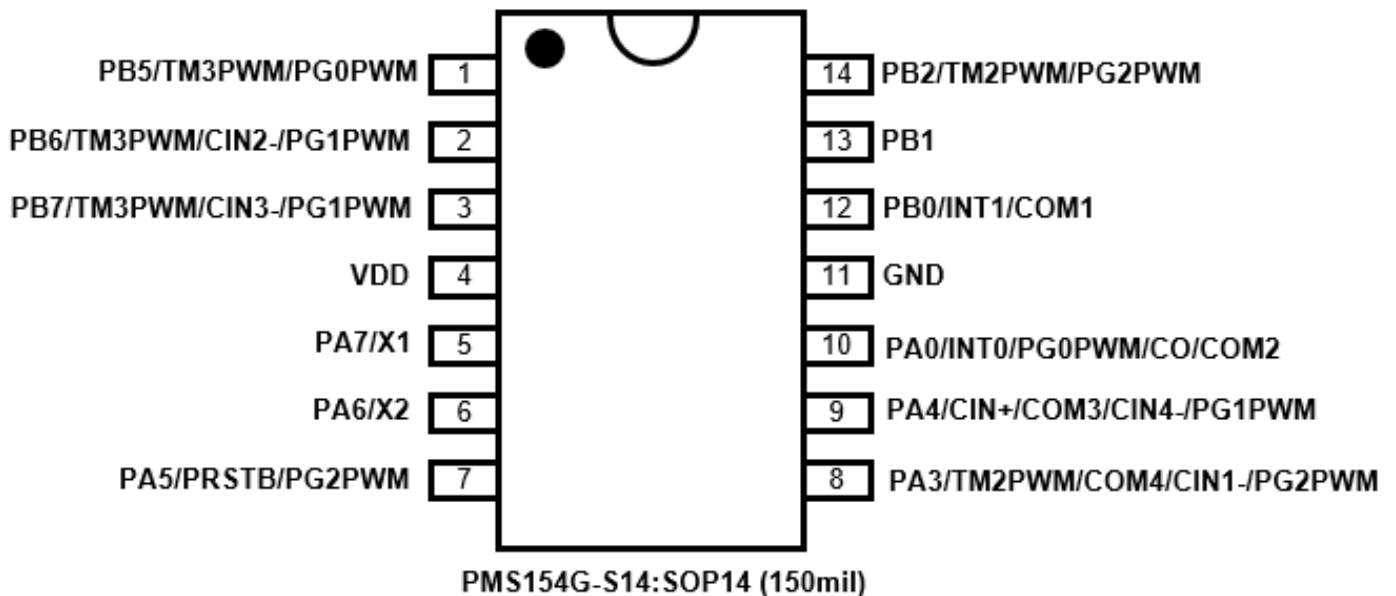 PB5/TM3PWM/PG0PWM 1 14 PB2/TM2PWM/PG2PWM
PB6/TM3PWM/CIN2-/PG1PWM 2 13 PB1
PB7/TM3PWM/CIN3-/PG1PWM 3 12 PB0/INT1/COM1
VDD 4 11 GND
PA7/X1 5 10 PA0/INT0/PG0PWM/CO/COM2
PA6/X2 6 9 PA4/CIN+/COM3/CIN4-/PG1PWM
PA5/PRSTB/PG2PWM 7 8 PA3/TM2PWM/COM4/CIN1-/PG2PWM
PMS154G-S14:SOP14 (150mil)